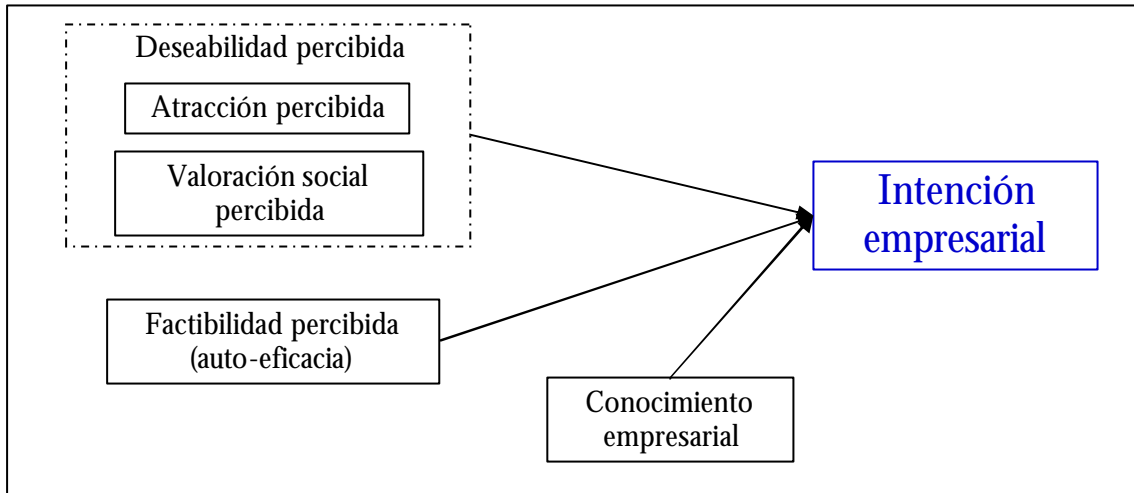 Deseabilidad percibida
Atracción percibida
Valoración social
percibida
Intención
empresarial
Factibilidad percibida
(auto-eficacia)
Conocimiento
empresarial